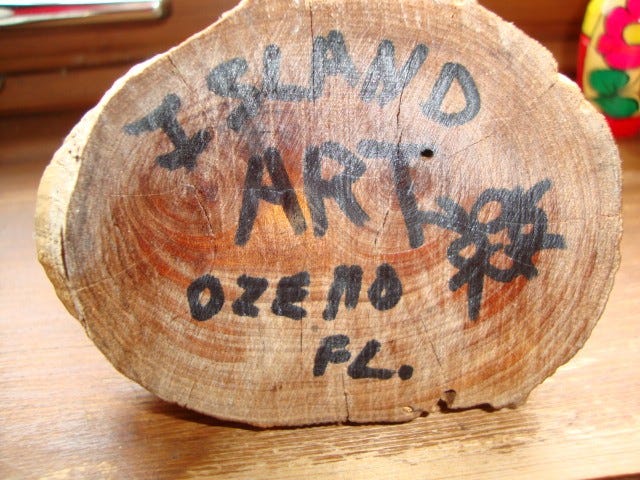 ISLAND
ART
OZENO
FL.